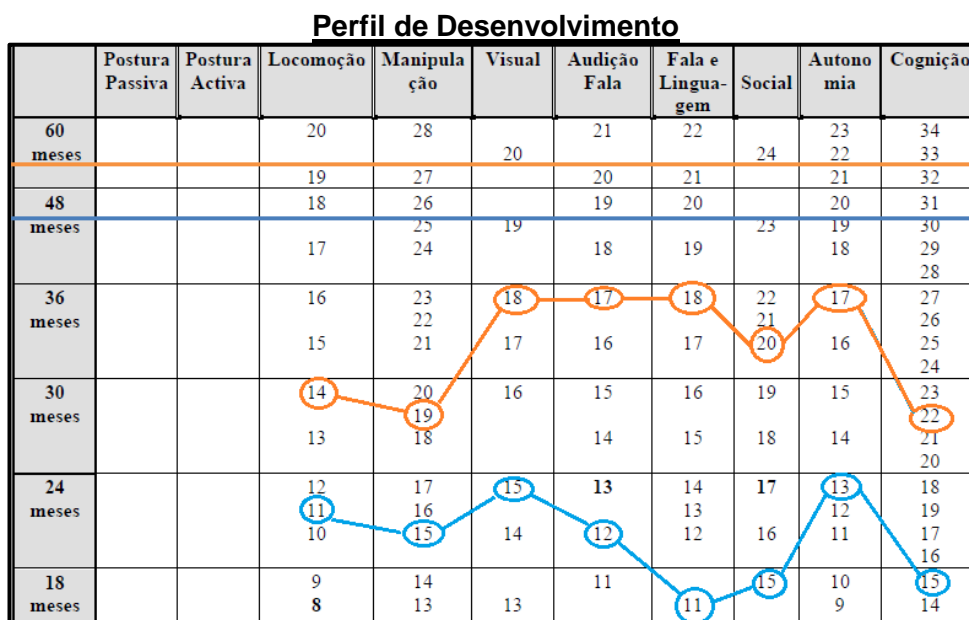 Perfil de Desenvolvimento
Postura Postura Locomoção Manipula Visual Audição Fala e Social Autono Cognição
Passiva Activa ção Fala Lingua- mia
gem
60 20 28 21 22 23 34
meses 20 24 22 33
19 27 20 21 21 32
48 18 26 19 20 20 31
meses 25 19 23 19 30
17 24 18 19 18 29
28
36 16 23 18 17 18 22 17 27
meses 22 21 26
15 21 17 16 17 20 16 25
24
30 14 20 16 15 16 19 15 23
meses 19 22
13 18 14 15 18 14 21
20
24 12 17 15 13 14 17 13 18
meses 11 16 13 12 19
10 15 14 12 12 16 11 17
16
18 9 14 11 15 10 15
meses 8 13 13 11 9 14